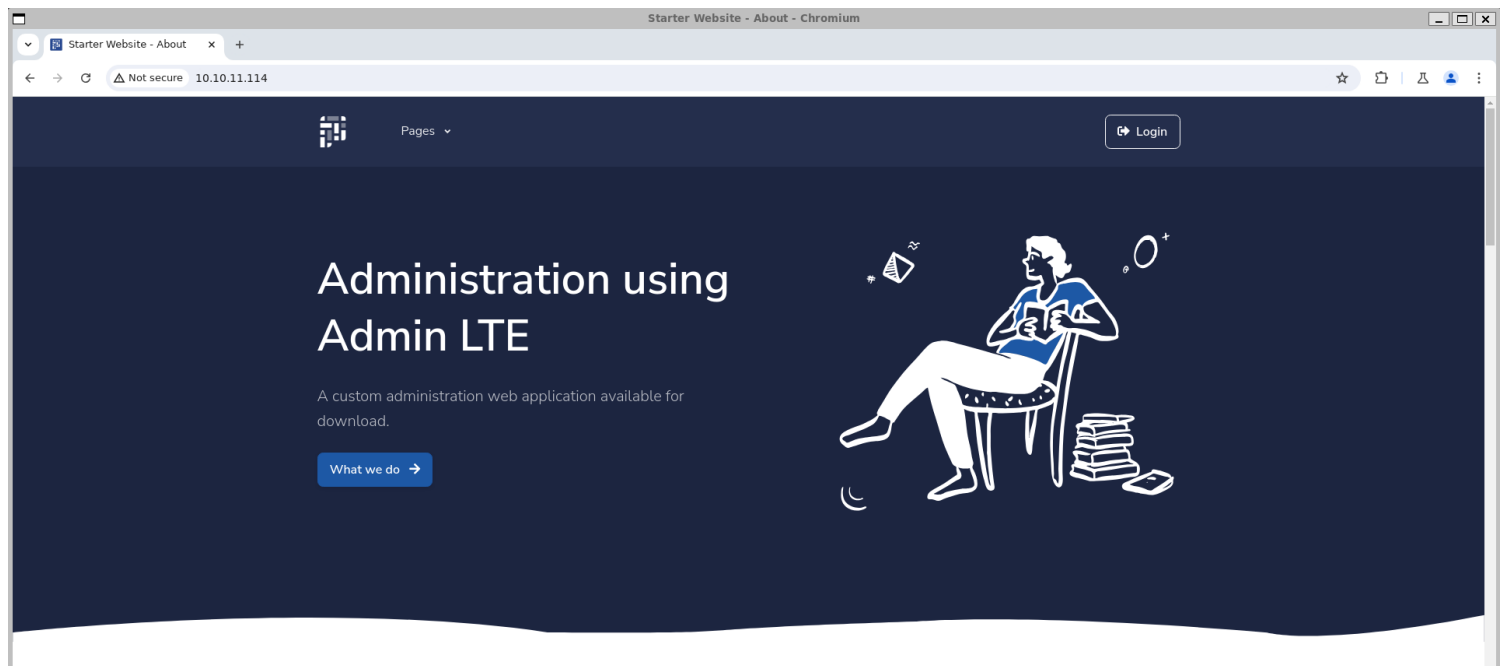 Starter Website - About - Chromium
Starter Website - About
Not secure 10.10.11.114
Pages
Login
Administration using
Admin LTE
A custom administration web application available for
download.
What we do